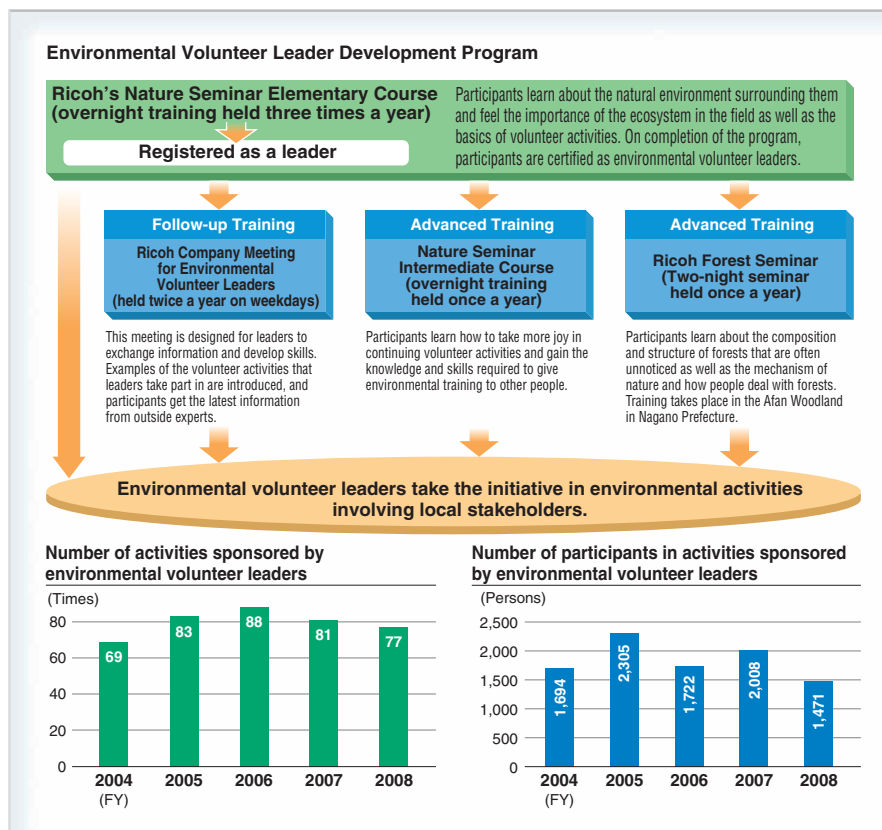 Environmental Volunteer Leader Development Program
Ricoh's Nature Seminar Elementary Course
(overnight training held three times a year)
Registered as a leader
Participants learn about the natural environment surrounding them
and feel the importance of the ecosystem in the field as well as the
basics of volunteer activities. On completion of the program,
participants are certified as environmental volunteer leaders.
Follow-up Training
Ricoh Company Meeting
for Environmental
Volunteer Leaders
(held twice a year on weekdays)
This meeting is designed for leaders to
exchange information and develop skills.
Examples of the volunteer activities that
leaders take part in are introduced, and
participants get the latest information
from outside experts.
Advanced Training
Nature Seminar
Intermediate Course
(overnight training
held once a year)
Participants learn how to take more joy in
continuing volunteer activities and gain the
knowledge and skills required to give
environmental training to other people.
Advanced Training
Ricoh Forest Seminar
(Two-night seminar
held once a year)
Participants learn about the composition
and structure of forests that are often
unnoticed as well as the mechanism of
nature and how people deal with forests.
Training takes place in the Afan Woodland
in Nagano Prefecture.
Environmental volunteer leaders take the initiative in environmental activities
involving local stakeholders.
Number of activities sponsored by
environmental volunteer leaders
(Times)
80
60
40
20
0
69
83
88
81
77
2004 2005 2006 2007 2008
(FY)
Number of participants in activities sponsored
by environmental volunteer leaders
(Persons)
2,500
2,000
1,500
1,000
500
0
1,694
2,305
1,722
2,008
1,471
2004 2005 2006 2007 2008
(FY)